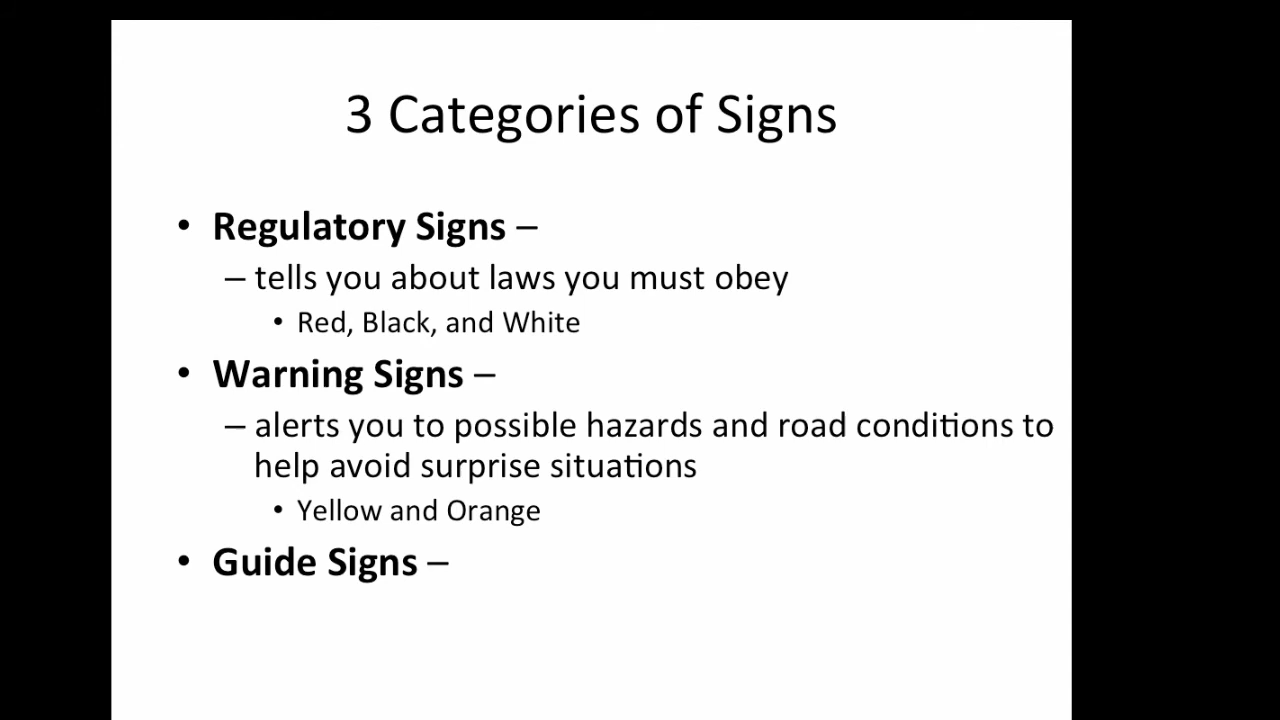 3 Categories of Signs
• Regulatory Signs –
– tells you about laws you must obey
• Red, Black, and White
• Warning Signs –
– alerts you to possible hazards and road conditions to
help avoid surprise situations
• Yellow and Orange
• Guide Signs –